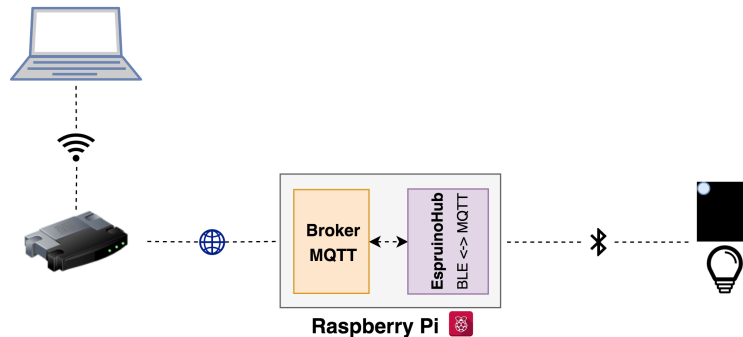 Broker
MQTT
EspruinoHub
BLE <-> MQTT
Raspberry Pi